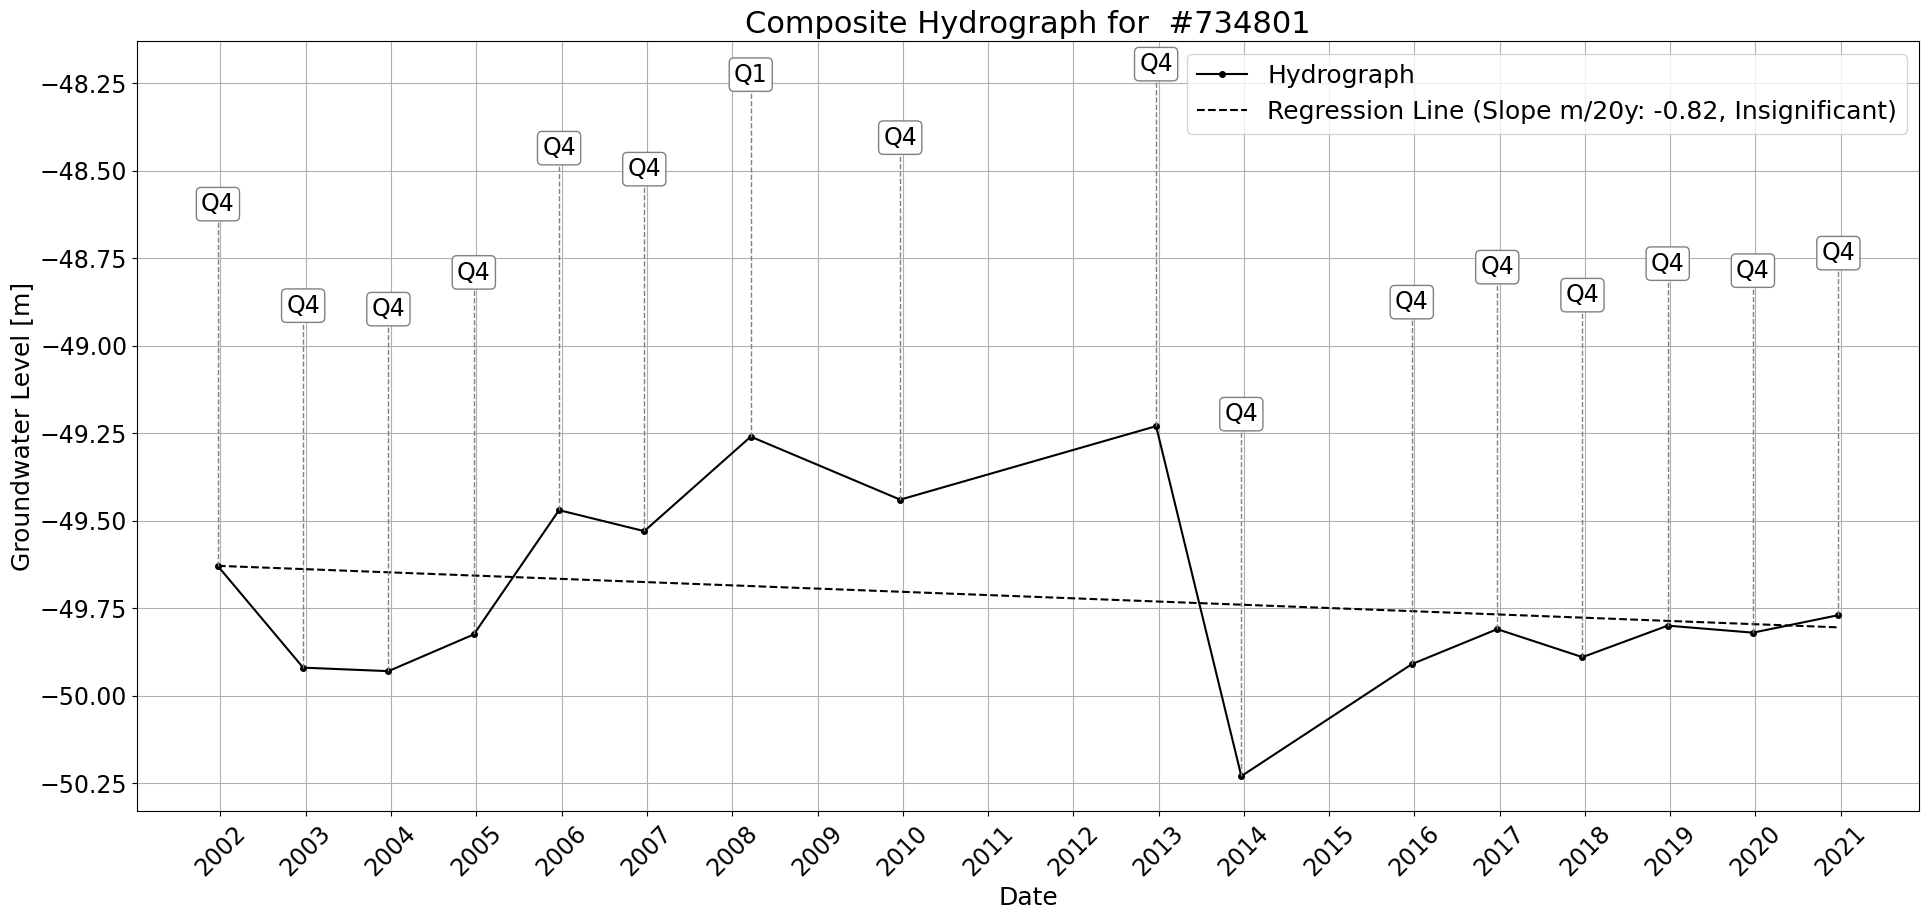 Composite Hydrograph for  #734801
Hydrograph
Regression Line (Slope m/20y: -0.82, Insignificant)
Groundwater Level [m]
−48.25
−48.50
−48.75
−49.00
−49.25
−49.50
−49.75
−50.00
−50.25
Q4
Q4
Q4
Q4
Q4
Q4
Q1
Q4
Q4
Q4
Q4
Q4
Q4
Q4
Q4
Q4
2002
2003
2004
2005
2006
2007
2008
2009
2010
2011
2012
2013
2014
2015
2016
2017
2018
2019
2020
2021
Date